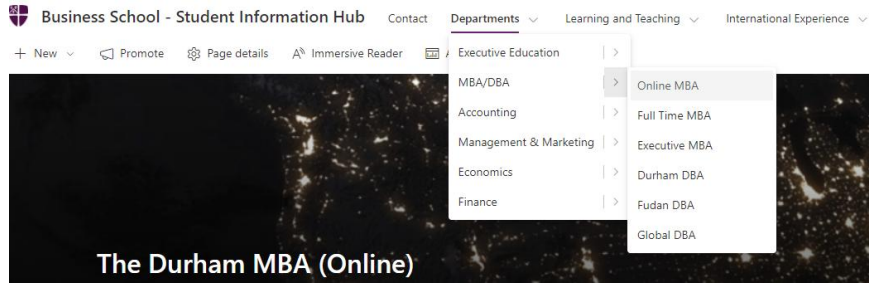 Business School - Student Information Hub Contact Departments Learning and Teaching International Experience
+ New Promote Page details Immersive Reader A
Executive Education
MBA/DBA
Accounting
Management & Marketing
Economics
Finance
Online MBA
Full Time MBA
Executive MBA
Durham DBA
Fudan DBA
Global DBA
The Durham MBA (Online)